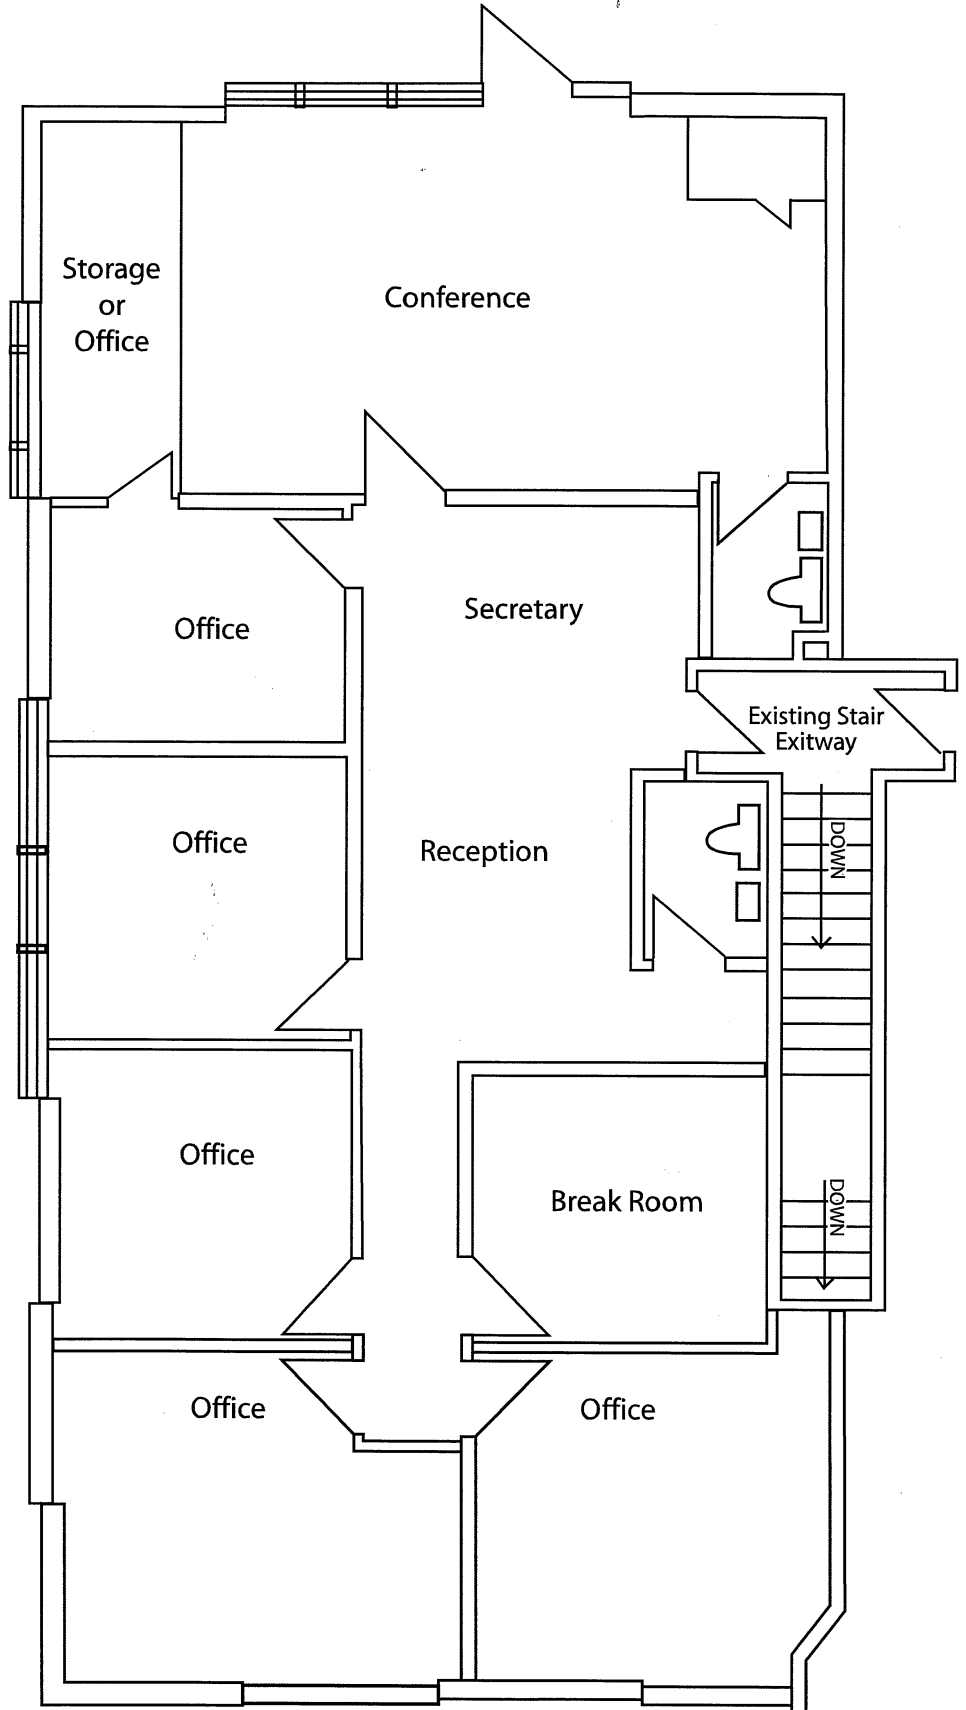 Storage
or
Office
Conference
Office
Secretary
Existing Stair
Exitway
Office
Reception
DOWN
Office
Break Room
DOWN
Office
Office